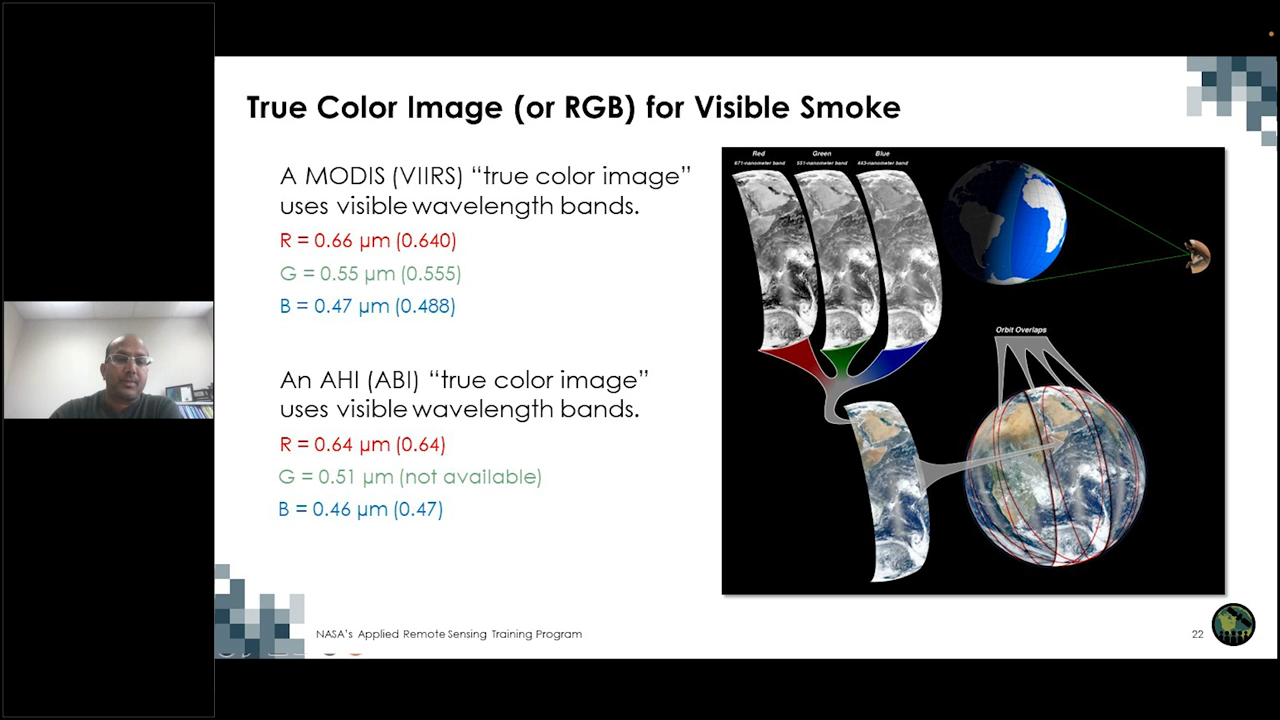 True Color Image (or RGB) for Visible Smoke
A MODIS (VIIRS) “true color image”
uses visible wavelength bands.
R = 0.66 µm (0.640)
G = 0.55 µm (0.555)
B = 0.47 µm (0.488)
An AHI (ABI) “true color image”
uses visible wavelength bands.
R = 0.64 µm (0.64)
G = 0.51 µm (not available)
B = 0.46 µm (0.47)
Red Green Blue
671-nanometer band 551-nanometer band 443-nanometer band
Orbit Overlaps
NASA’s Applied Remote Sensing Training Program
22